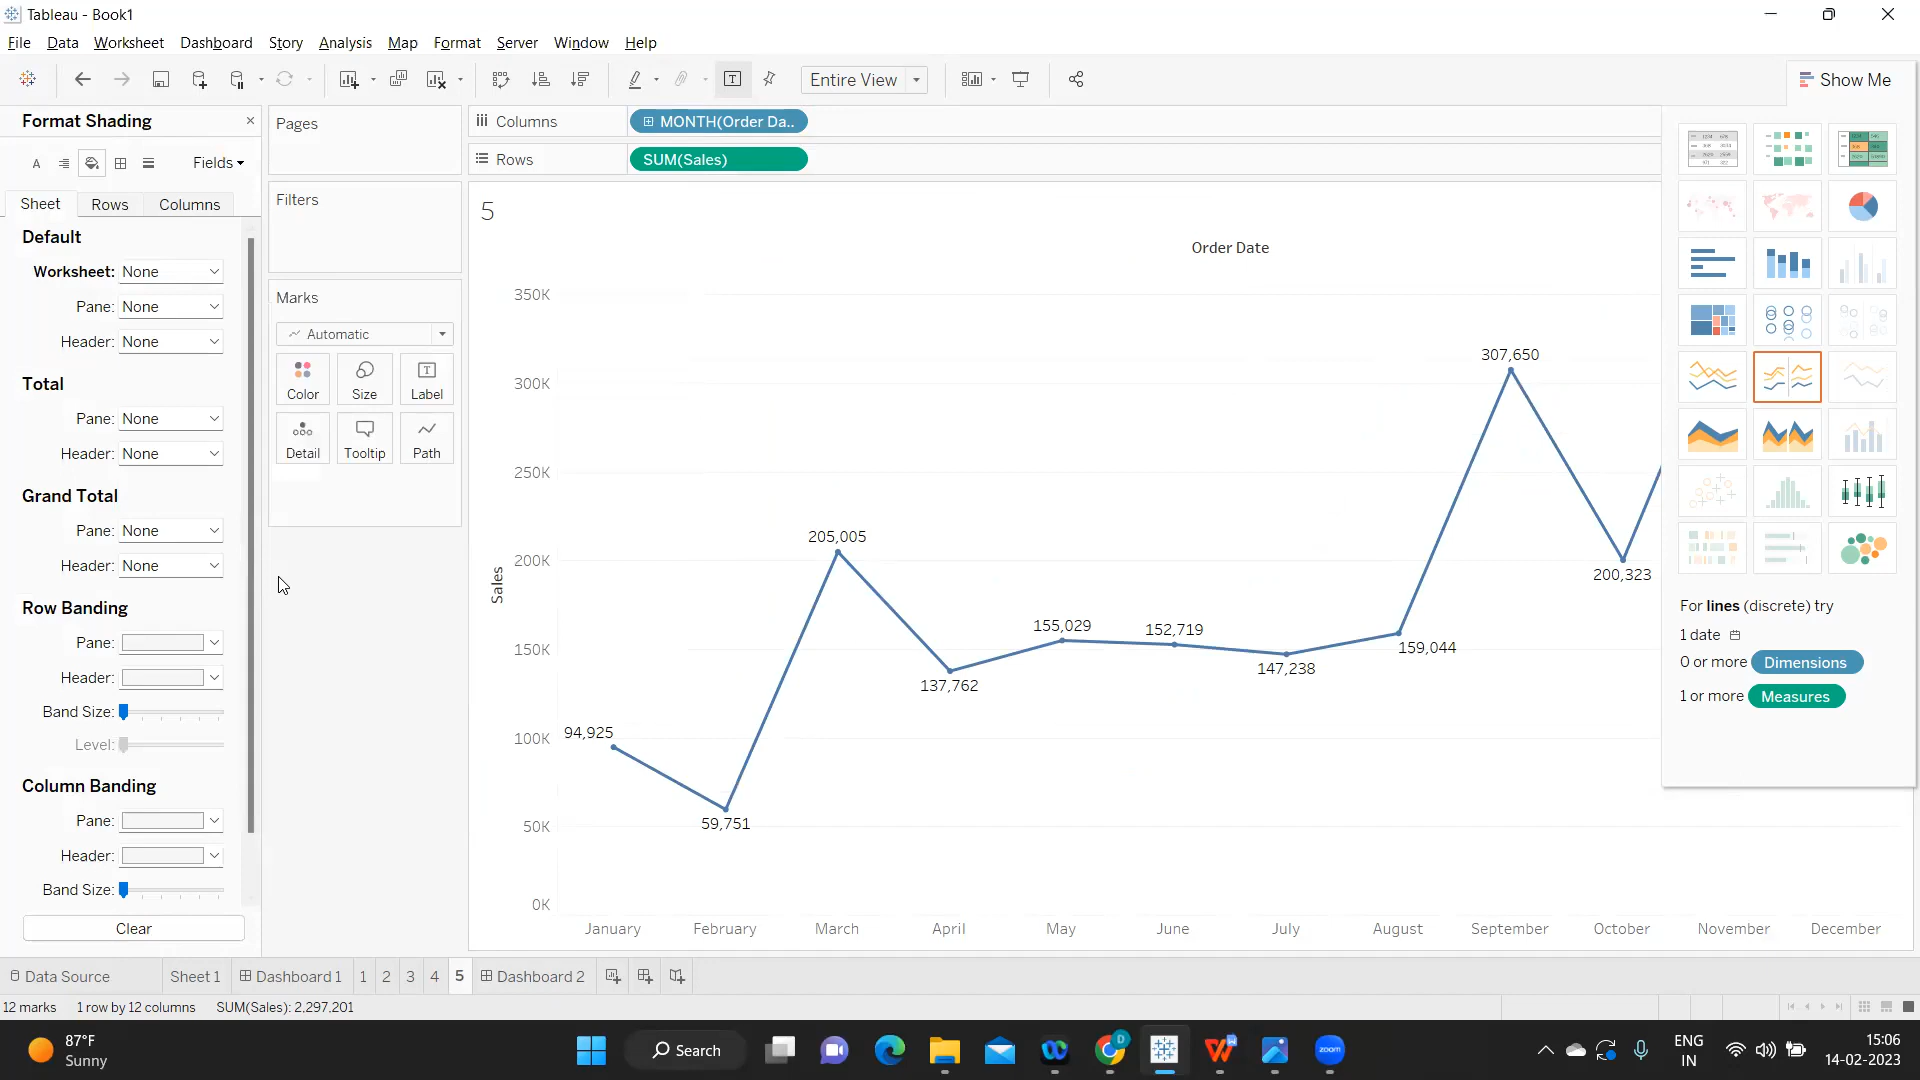 Tableau - Book1
File Data Worksheet Dashboard Story Analysis Map Format Server Window Help
Entire View
Show Me
Format Shading
Fields
Sheet Rows Columns
Default
Worksheet: None
Pane: None
Header: None
Total
Pane: None
Header: None
Grand Total
Pane: None
Header: None
Row Banding
Pane:
Header:
Band Size:
Level:
Column Banding
Pane:
Header:
Band Size:
Clear
Pages
Filters
Marks
Automatic
Color Size Label
Detail Tooltip Path
Columns MONTH(Order Da..
Rows SUM(Sales)
5
Order Date
Sales
350K
300K
250K
200K
150K
100K
50K
0K
94,925
59,751
205,005
137,762
155,029
152,719
147,238
159,044
307,650
200,323
January February March April May June July August September October November December
For lines (discrete) try
1 date
0 or more Dimensions
1 or more Measures
Data Source Sheet 1 Dashboard 1 1 2 3 4 5 Dashboard 2
12 marks 1 row by 12 columns SUM(Sales): 2,297,201
87°F
Sunny
Search
zoom
D
ENG
IN
15:06
14-02-2023